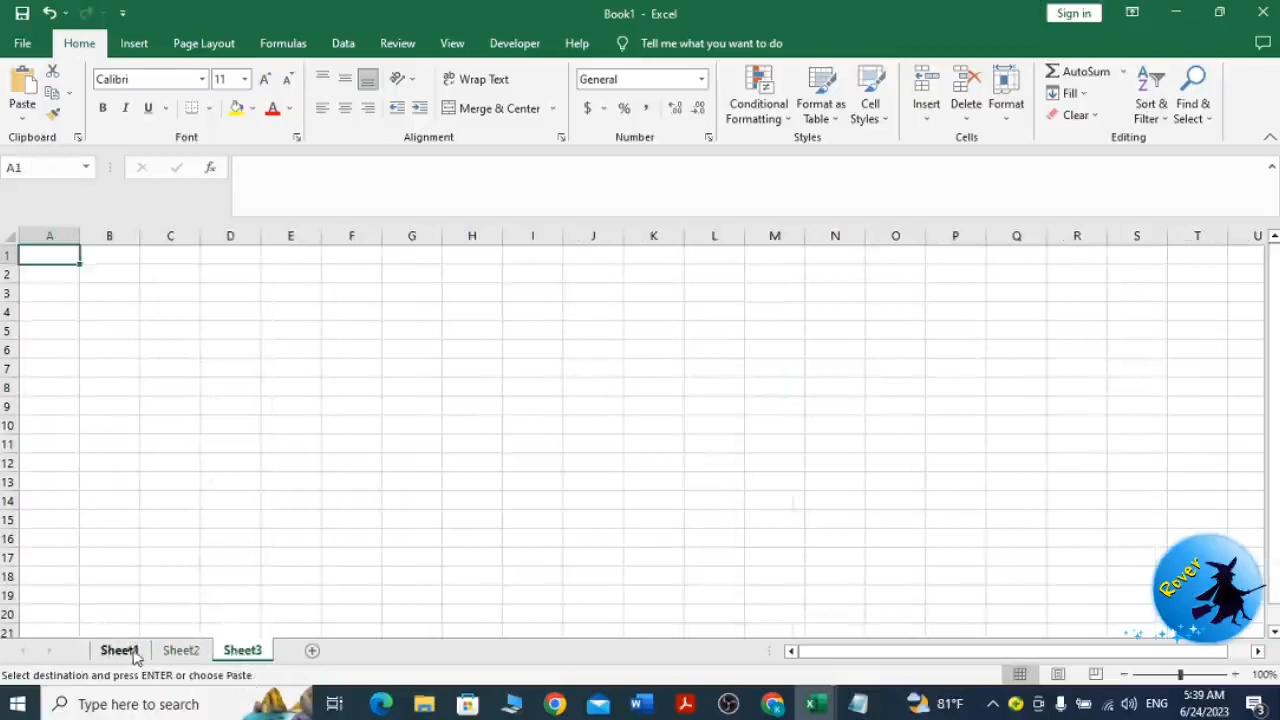 Book1 - Excel
Sign in
File Home Insert Page Layout Formulas Data Review View Developer Help Tell me what you want to do
Paste
Clipboard
Calibri 11
B I U
Font
Wrap Text
Merge & Center
Alignment
General
$ % ,
Number
Conditional Formatting
Format as Table
Cell Styles
Styles
Insert
Delete
Format
Cells
AutoSum
Fill
Clear
Sort & Filter
Find & Select
Editing
A1
fx
A B C D E F G H I J K L M N O P Q R S T U
1
2
3
4
5
6
7
8
9
10
11
12
13
14
15
16
17
18
19
20
21
Rover
Sheet1 Sheet2 Sheet3
Select destination and press ENTER or choose Paste
100%
Type here to search
81°F
ENG
5:39 AM
6/24/2023
3